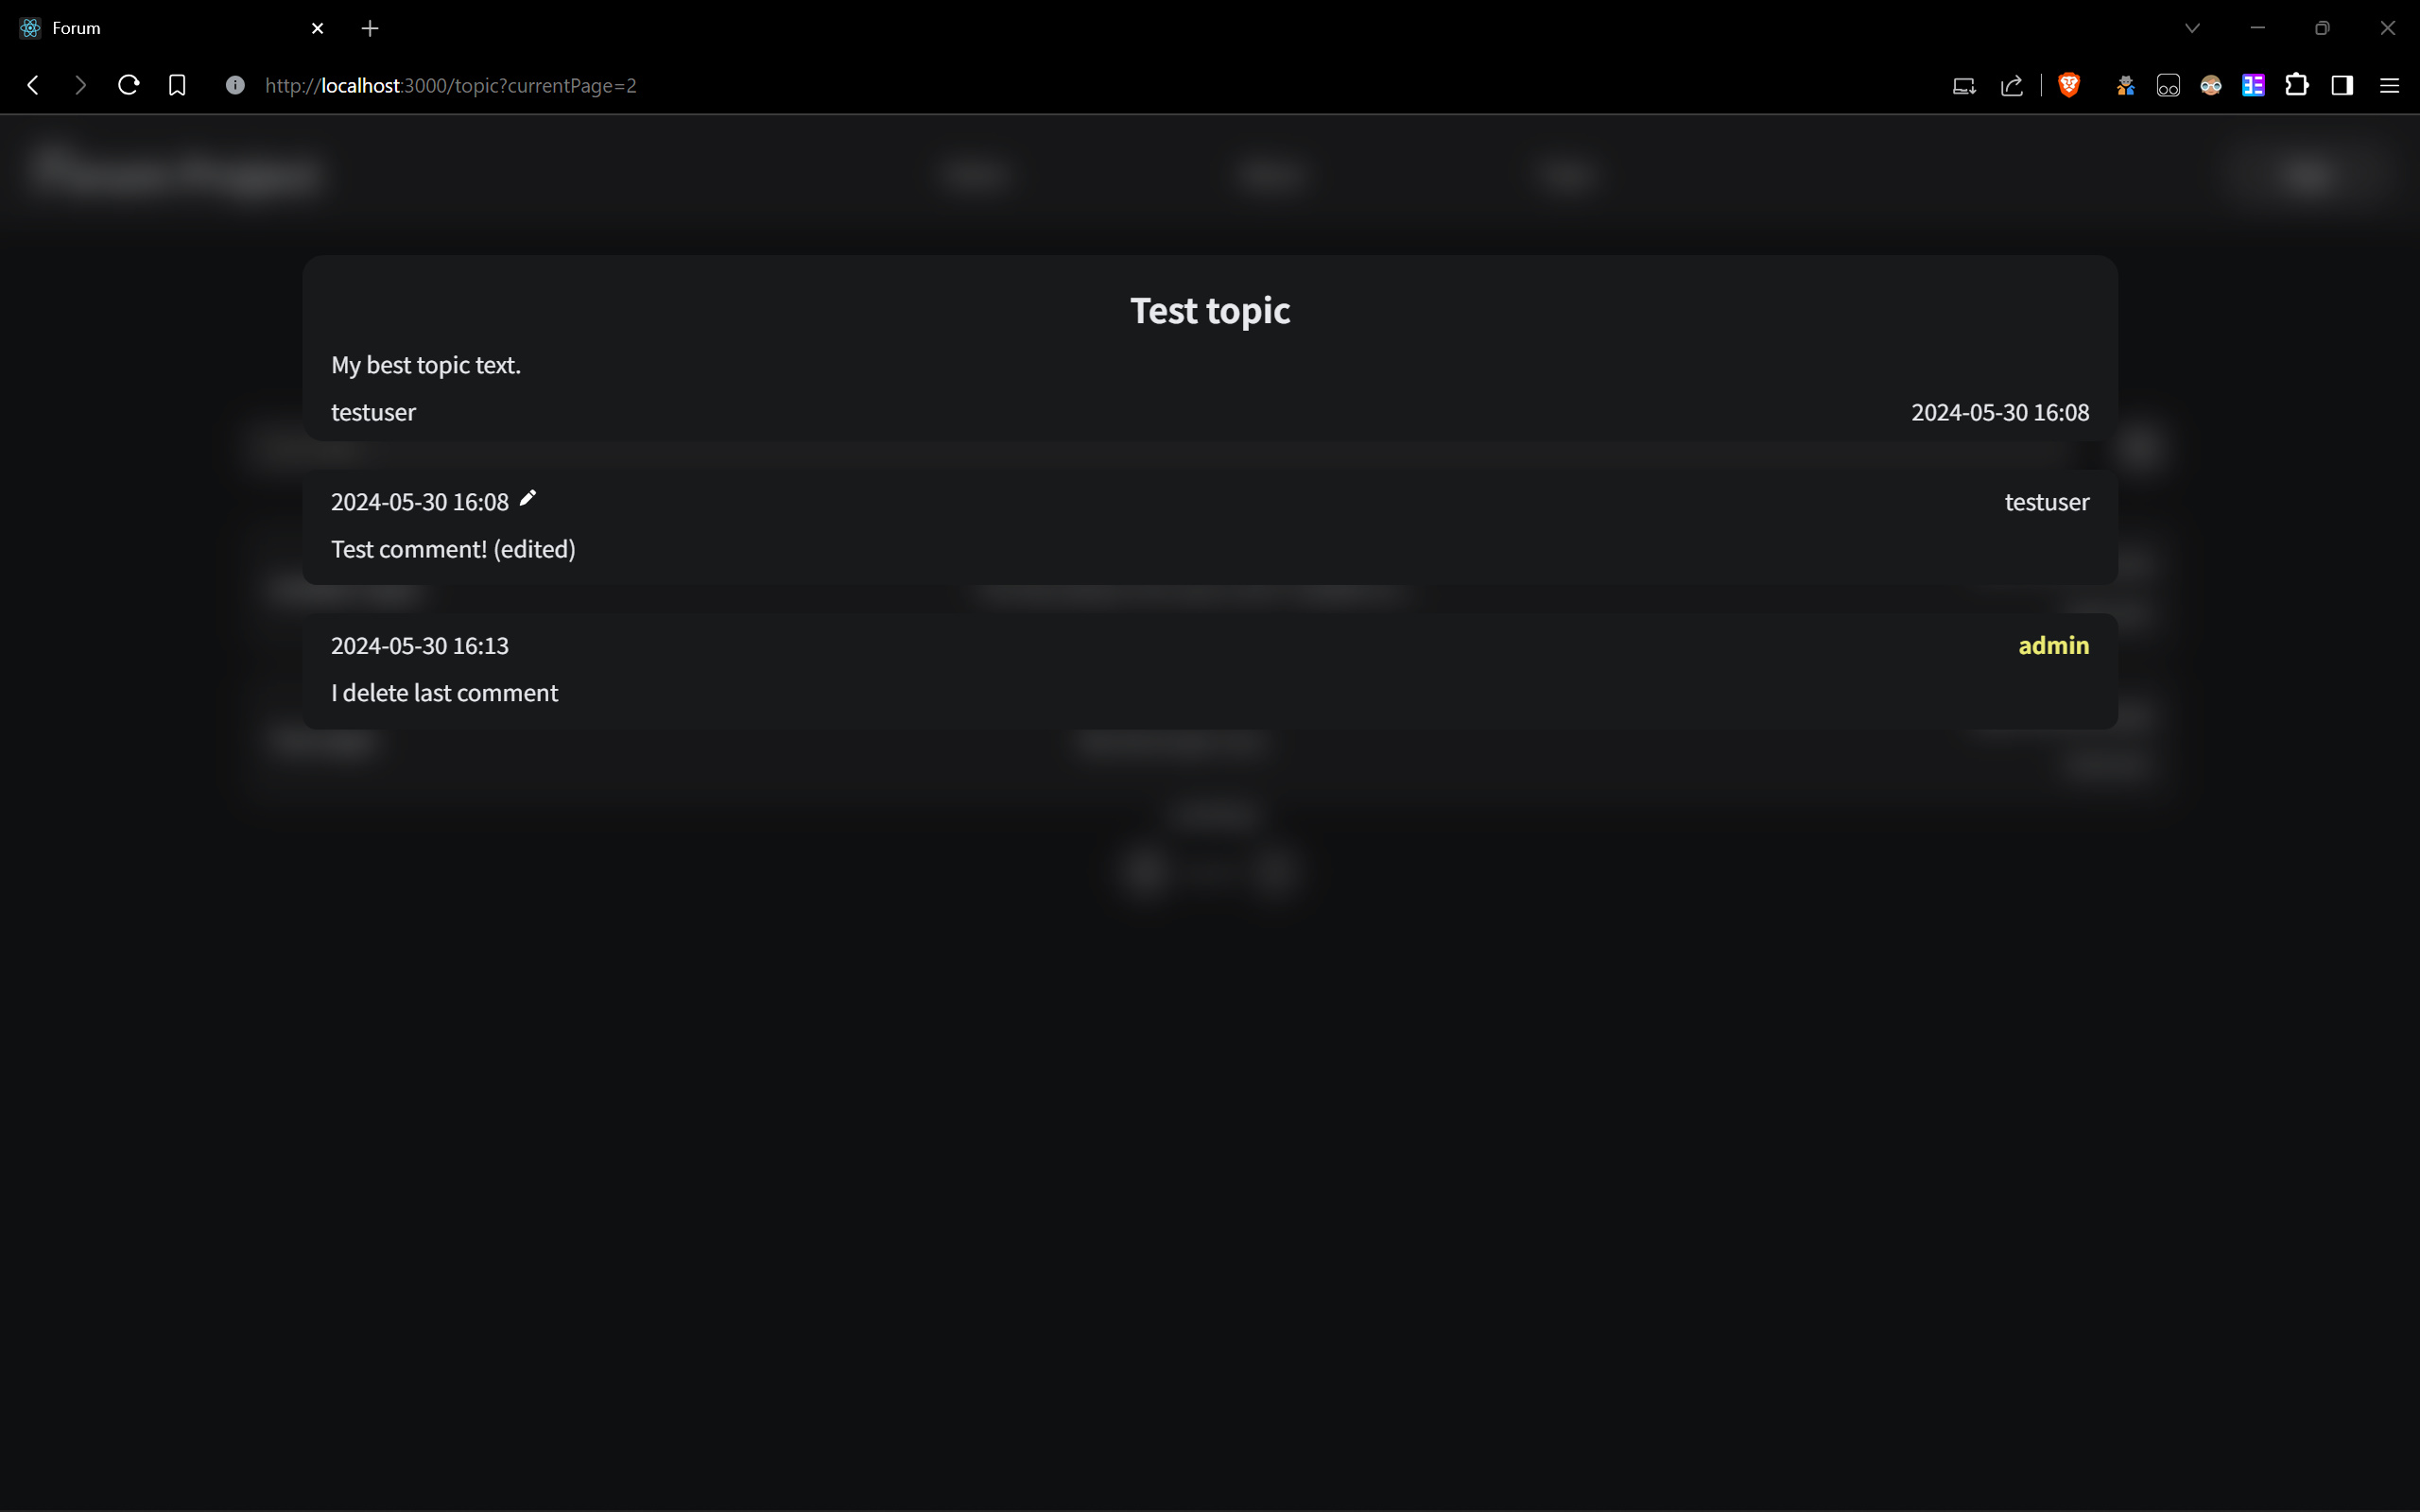 Forum
http://localhost:3000/topic?currentPage=2
Test topic
My best topic text.
testuser 2024-05-30 16:08
2024-05-30 16:08 testuser
Test comment! (edited)
2024-05-30 16:13 admin
I delete last comment